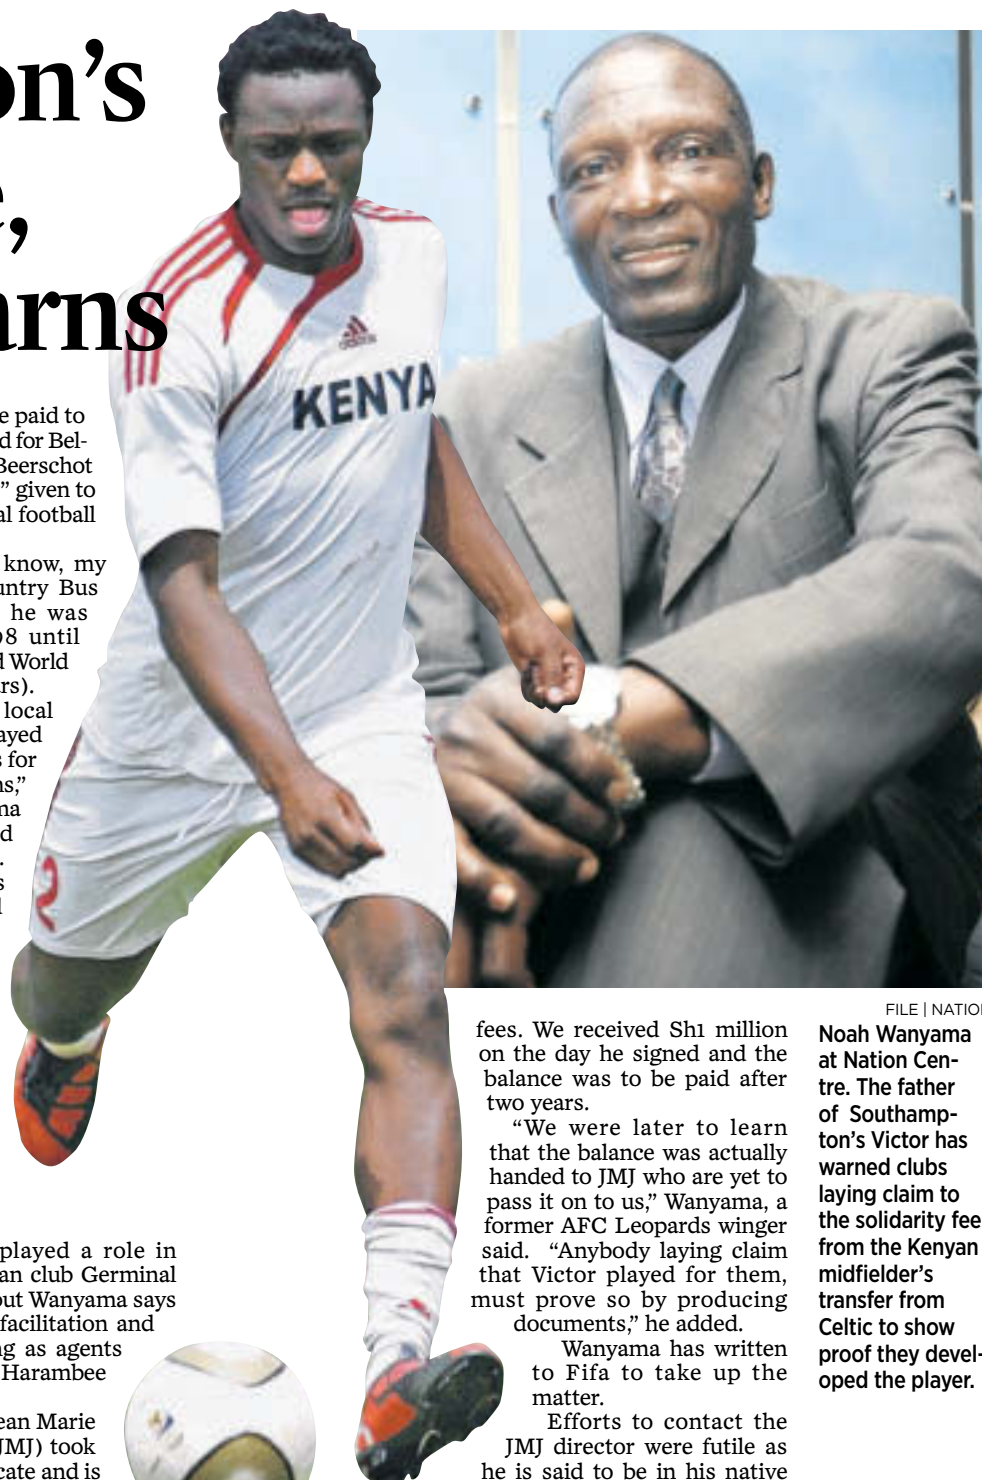 on's
,
arns
e paid to
d for Bel-
Beerschot
” given to
al football
know, my
untry Bus
he was
98 until
d World
rs).
local
ayed
s for
ns,”
ma
d
.
s
l
played a role in
an club Germinal
out Wanyama says
facilitation and
ng as agents
Harambee
ean Marie
JMJ) took
cate and is
adidas
KENYA
2
fees. We received Sh1 million
on the day he signed and the
balance was to be paid after
two years.
“We were later to learn
that the balance was actually
handed to JMJ who are yet to
pass it on to us,” Wanyama, a
former AFC Leopards winger
said. “Anybody laying claim
that Victor played for them,
must prove so by producing
documents,” he added.
Wanyama has written
to Fifa to take up the
matter.
Efforts to contact the
JMJ director were futile as
he is said to be in his native
FILE | NATION
Noah Wanyama
at Nation Cen-
tre. The father
of Southamp-
ton’s Victor has
warned clubs
laying claim to
the solidarity fee
from the Kenyan
midfielder’s
transfer from
Celtic to show
proof they devel-
oped the player.